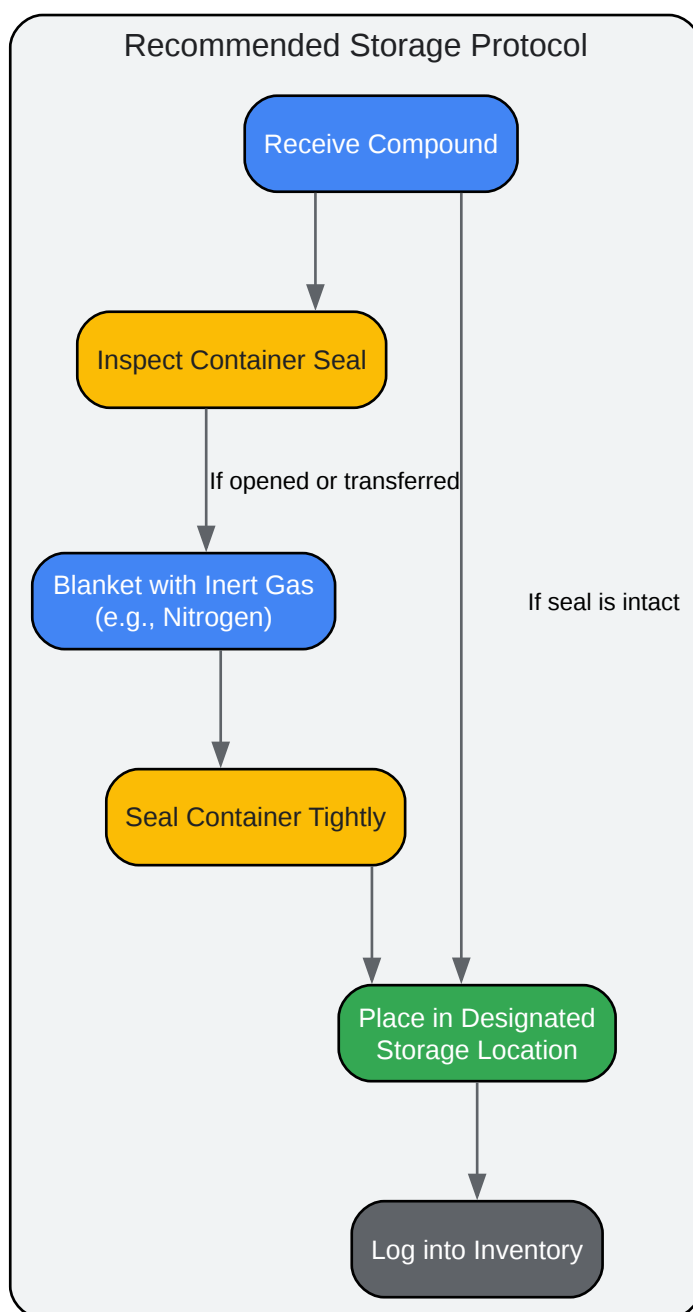 Recommended Storage Protocol
Receive Compound
Inspect Container Seal
If opened or transferred
Blanket with Inert Gas
(e.g., Nitrogen)
If seal is intact
Seal Container Tightly
Place in Designated
Storage Location
Log into Inventory